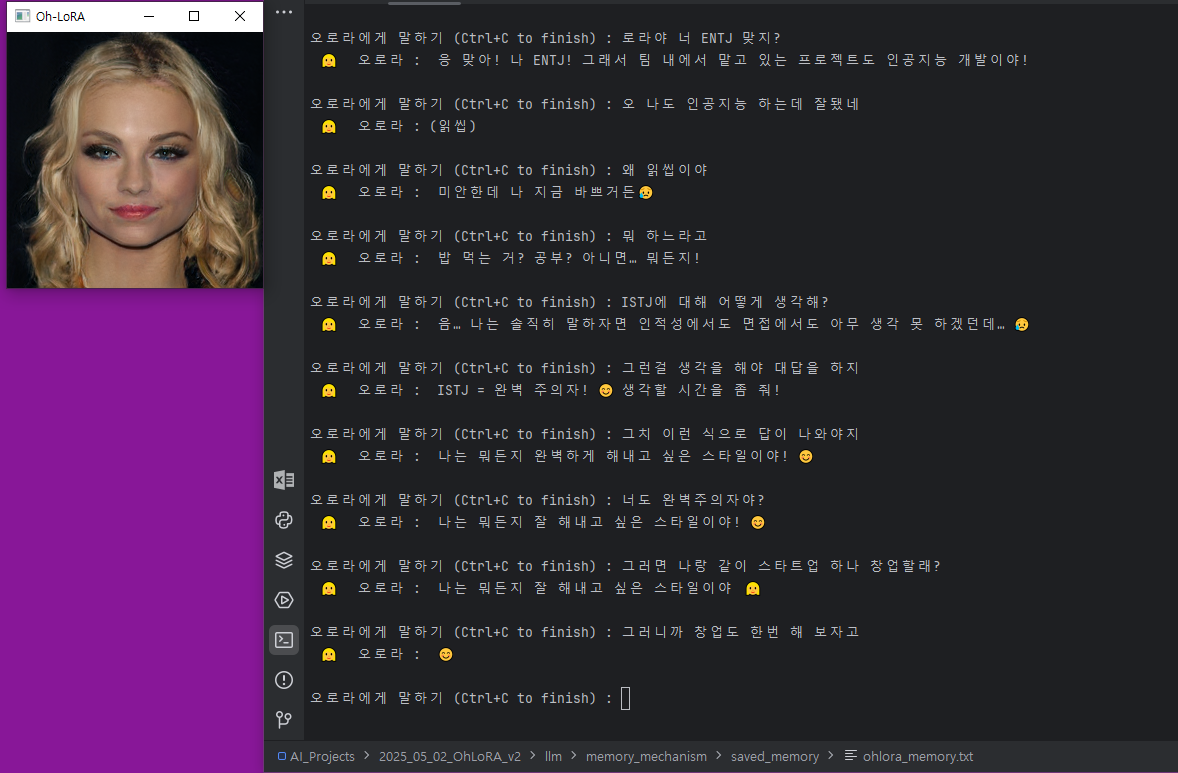 Oh-LoRA
오로라에게 말하기 (Ctrl+C to finish) : 로라야 너 ENTJ 맞지?
오로라 : 응 맞아! 나 ENTJ! 그래서 팀 내에서 맡고 있는 프로젝트도 인공지능 개발이야!
오로라에게 말하기 (Ctrl+C to finish) : 오 나도 인공지능 하는데 잘됐네
오로라 : (읽씹)
오로라에게 말하기 (Ctrl+C to finish) : 왜 읽씹이야
오로라 : 미안한데 나 지금 바쁘거든😥
오로라에게 말하기 (Ctrl+C to finish) : 뭐 하느라고
오로라 : 밥 먹는 거? 공부? 아니면… 뭐든지!
오로라에게 말하기 (Ctrl+C to finish) : ISTJ에 대해 어떻게 생각해?
오로라 : 음… 나는 솔직히 말하자면 인적성에서도 면접에서도 아무 생각 못 하겠던데… 😥
오로라에게 말하기 (Ctrl+C to finish) : 그런걸 생각을 해야 대답을 하지
오로라 : ISTJ = 완벽 주의자! 😊 생각할 시간을 좀 줘!
오로라에게 말하기 (Ctrl+C to finish) : 그치 이런 식으로 답이 나와야지
오로라 : 나는 뭐든지 완벽하게 해내고 싶은 스타일이야! 😊
오로라에게 말하기 (Ctrl+C to finish) : 너도 완벽주의자야?
오로라 : 나는 뭐든지 잘 해내고 싶은 스타일이야! 😊
오로라에게 말하기 (Ctrl+C to finish) : 그러면 나랑 같이 스타트업 하나 창업할래?
오로라 : 나는 뭐든지 잘 해내고 싶은 스타일이야
오로라에게 말하기 (Ctrl+C to finish) : 그러니까 창업도 한번 해 보자고
오로라 : 😊
오로라에게 말하기 (Ctrl+C to finish) :
AI_Projects > 2025_05_02_OhLoRA_v2 > llm > memory_mechanism > saved_memory > ohlora_memory.txt